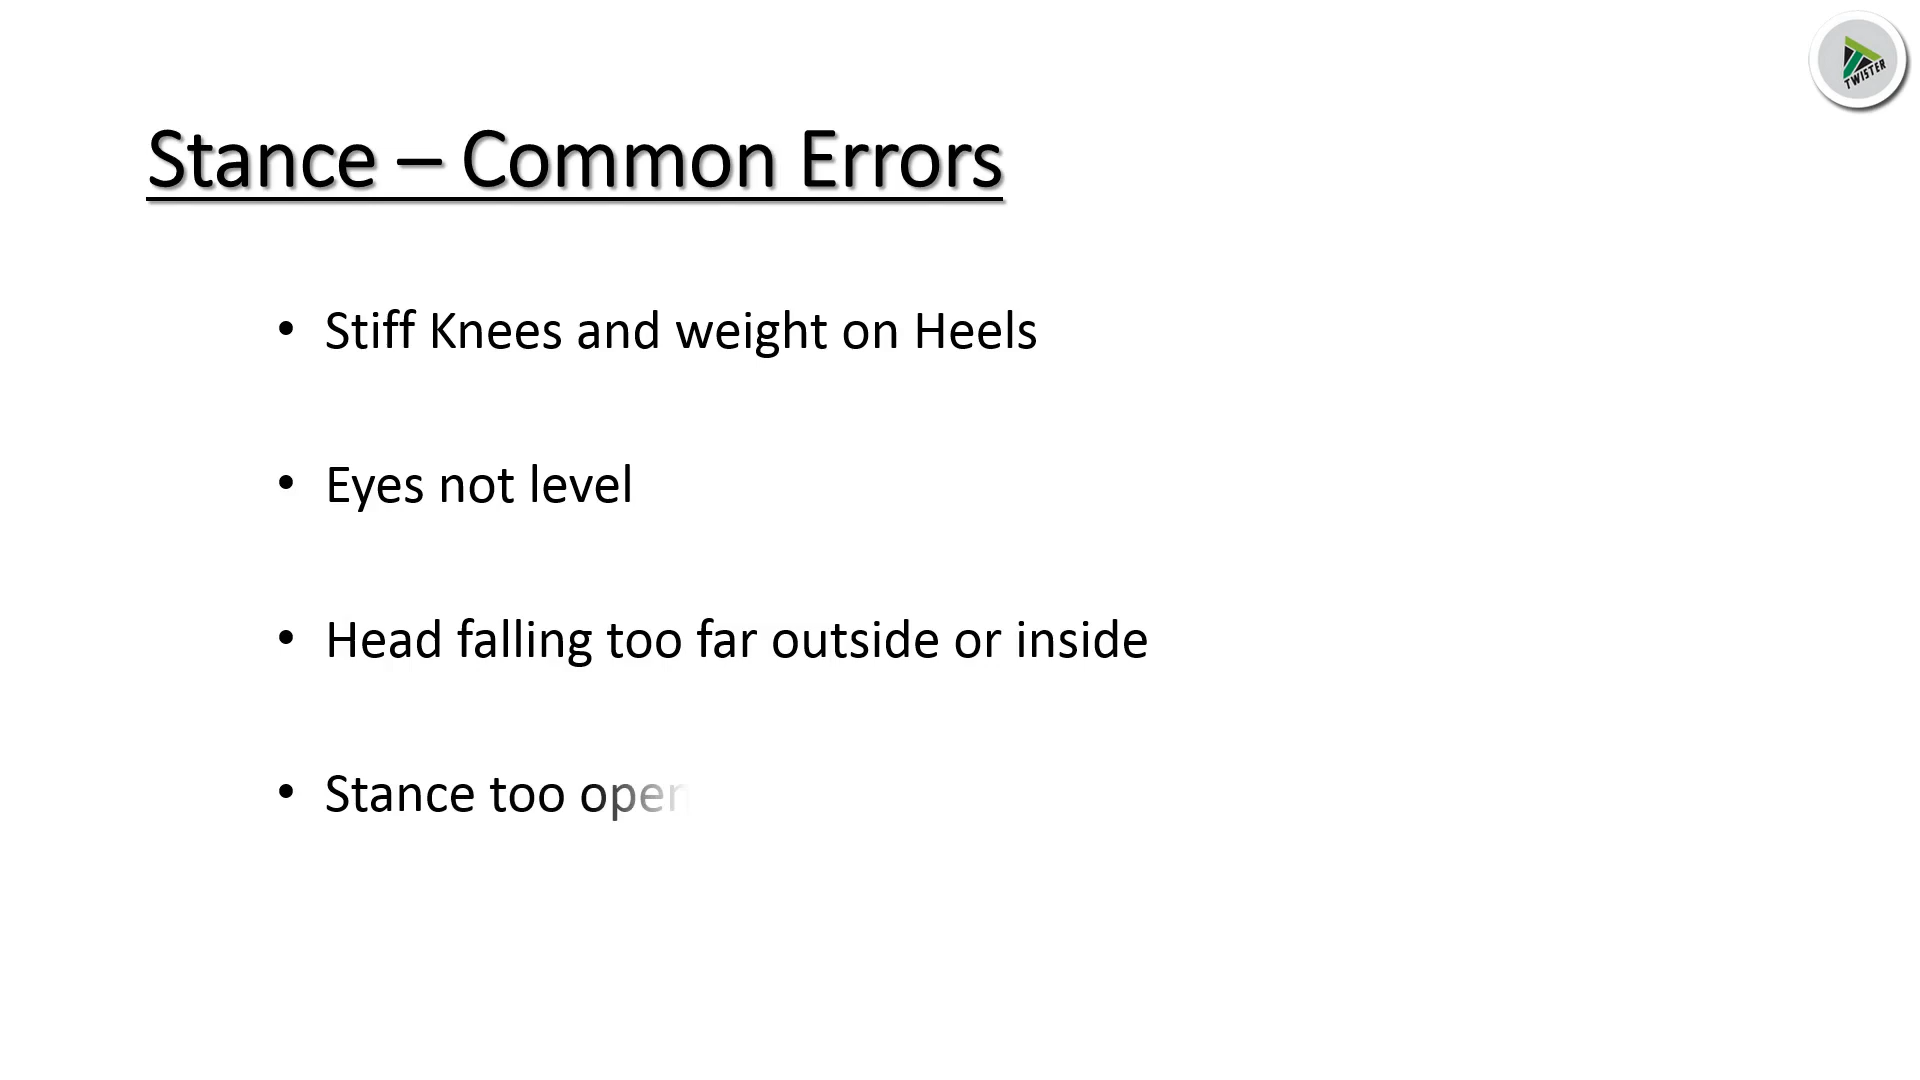 TWISTER
Stance – Common Errors
• Stiff Knees and weight on Heels
• Eyes not level
• Head falling too far outside or inside
• Stance too open